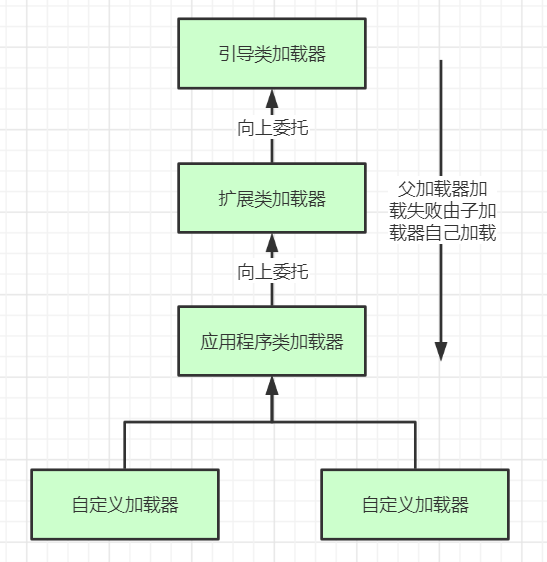 引导类加载器
向上委托
扩展类加载器
父加载器加
载失败由子加
载器自己加载
向上委托
应用程序类加载器
自定义加载器
自定义加载器